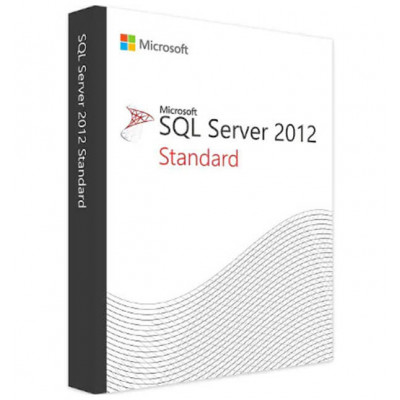 Microsoft
Microsoft
SQL Server 2012
Standard
SQL Server 2012 Standard